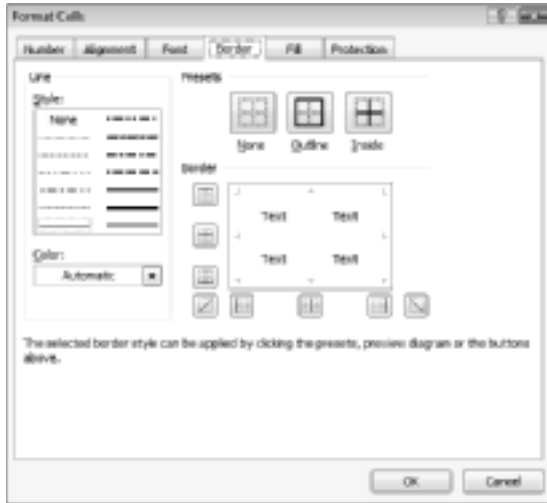 Format Cells
Number Alignment Font Border Fill Protection
Line
Style:
None
Color:
Automatic
Presets
None Outline Inside
Border
Text Text
Text Text
The selected border style can be applied by clicking the presets, preview diagram or the buttons
above.
OK Cancel